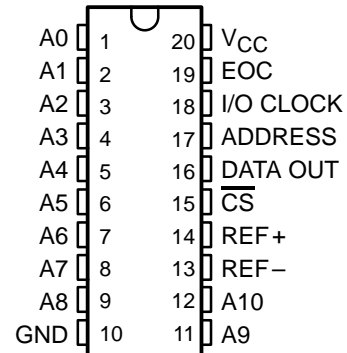 A0 1 20 VCC
A1 2 19 EOC
A2 3 18 I/O CLOCK
A3 4 17 ADDRESS
A4 5 16 DATA OUT
A5 6 15 C̅S̅
A6 7 14 REF+
A7 8 13 REF–
A8 9 12 A10
GND 10 11 A9